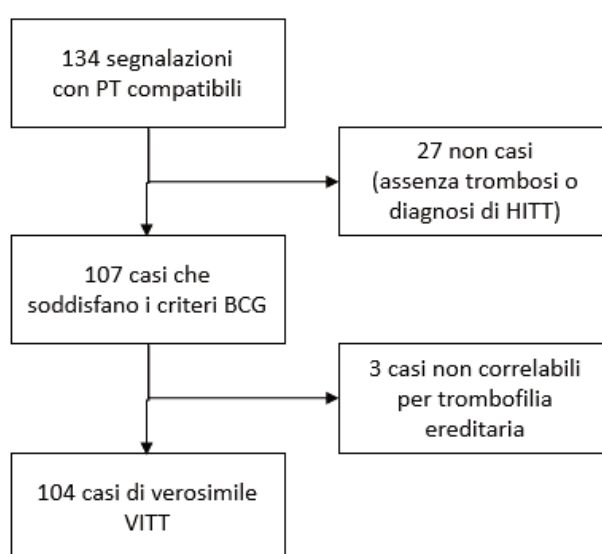 134 segnalazioni
con PT compatibili
27 non casi
(assenza trombosi o
diagnosi di HITT)
107 casi che
soddisfano i criteri BCG
3 casi non correlabili
per trombofilia
ereditaria
104 casi di verosimile
VITT